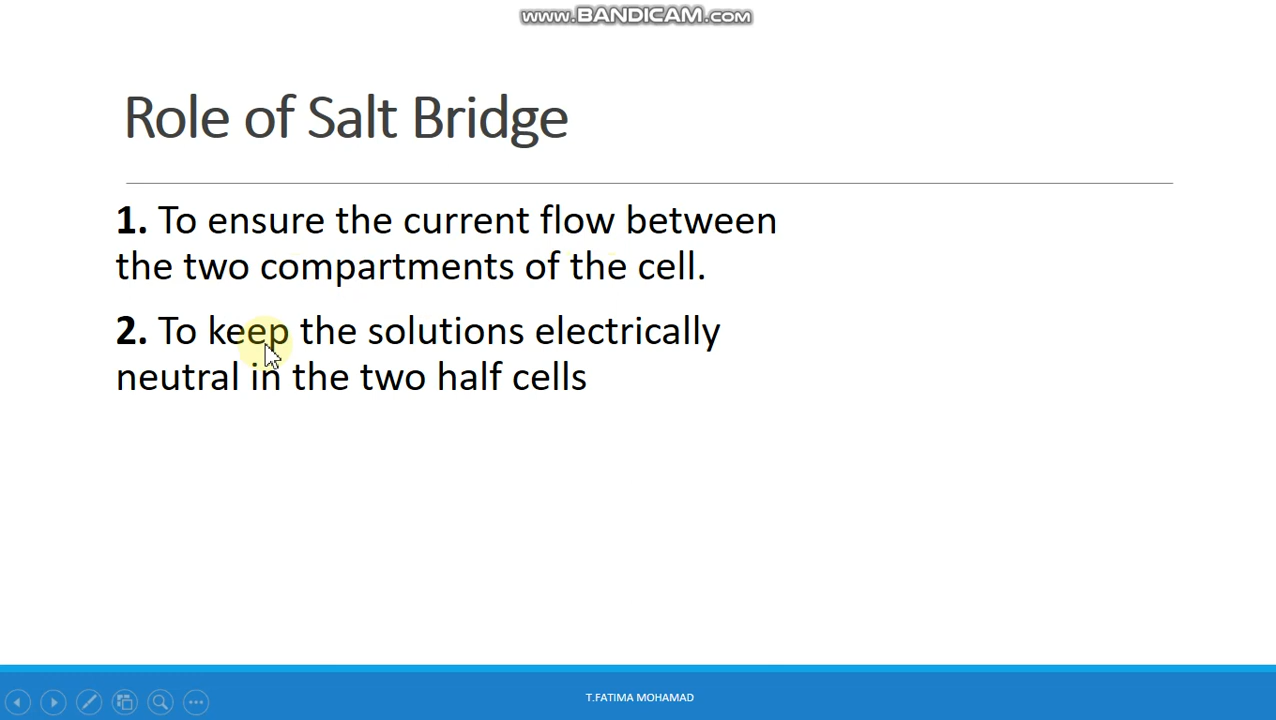 WWW.BANDICAM.COM
Role of Salt Bridge
1. To ensure the current flow between
the two compartments of the cell.
2. To keep the solutions electrically
neutral in the two half cells
T.FATIMA MOHAMAD